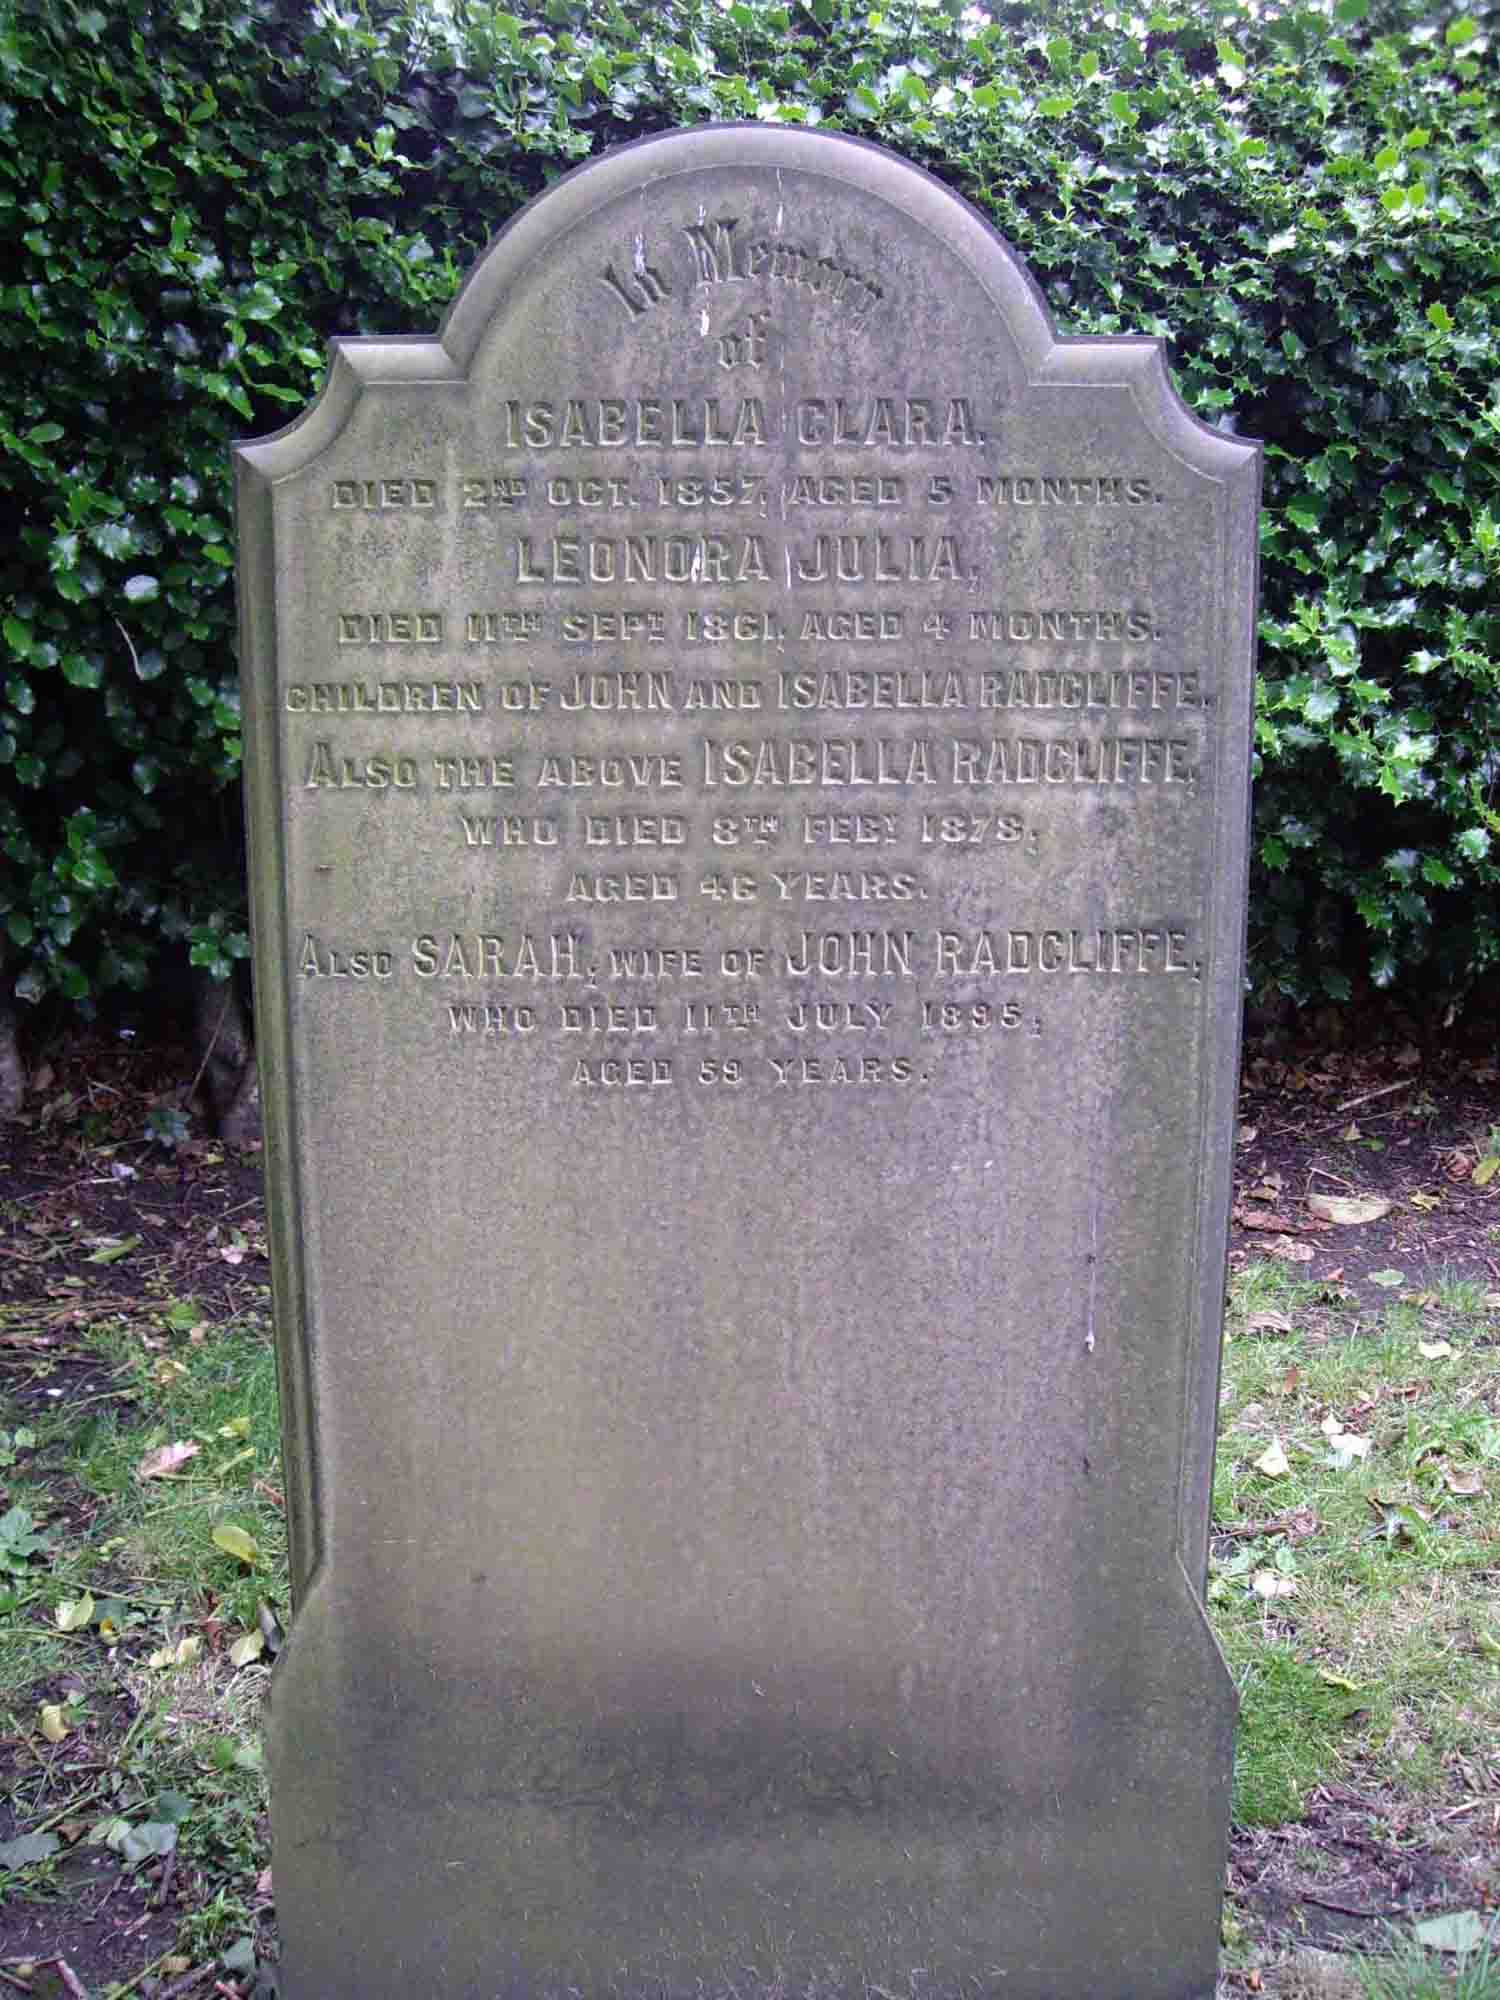 In Memory
of
ISABELLA CLARA.
DIED 2ND OCT. 1857, AGED 5 MONTHS.
LEONORA JULIA,
DIED 11TH SEPT 1861, AGED 4 MONTHS.
CHILDREN OF JOHN AND ISABELLA RADCLIFFE.
ALSO THE ABOVE ISABELLA RADCLIFFE,
WHO DIED 8TH FEBY 1878,
AGED 46 YEARS.
ALSO SARAH, WIFE OF JOHN RADCLIFFE,
WHO DIED 11TH JULY 1895,
AGED 59 YEARS.